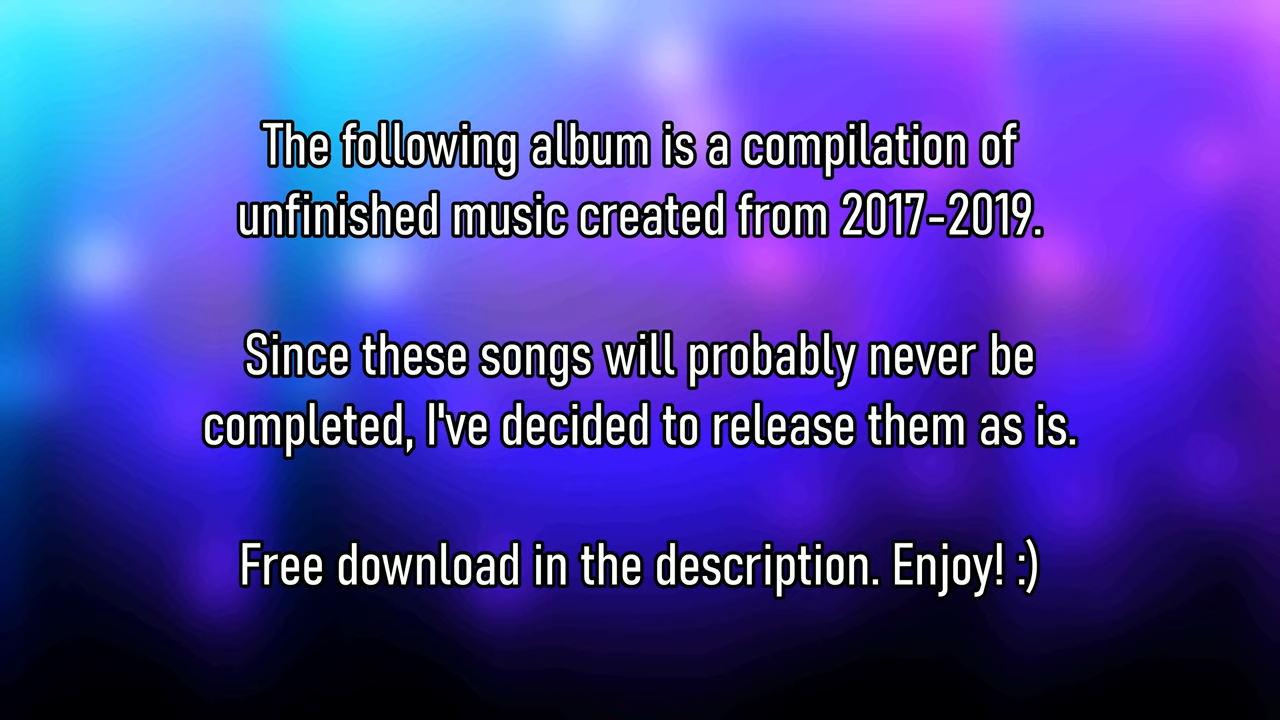 The following album is a compilation of
unfinished music created from 2017-2019.
Since these songs will probably never be
completed, I've decided to release them as is.
Free download in the description. Enjoy! :)